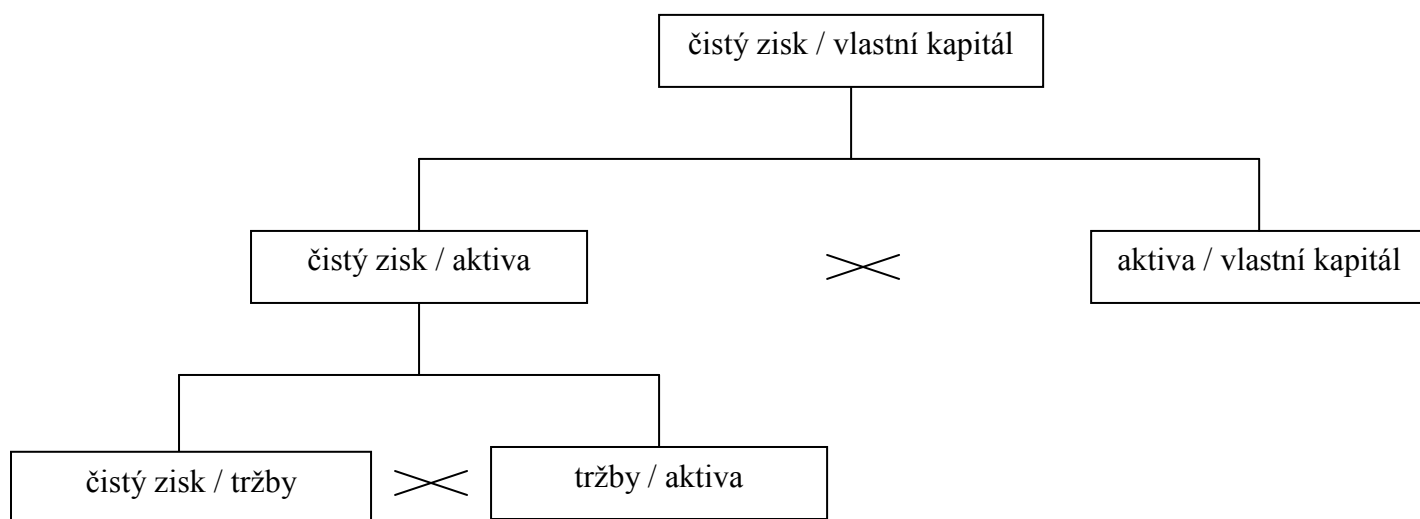 čistý zisk / vlastní kapitál
čistý zisk / aktiva
aktiva / vlastní kapitál
čistý zisk / tržby
tržby / aktiva